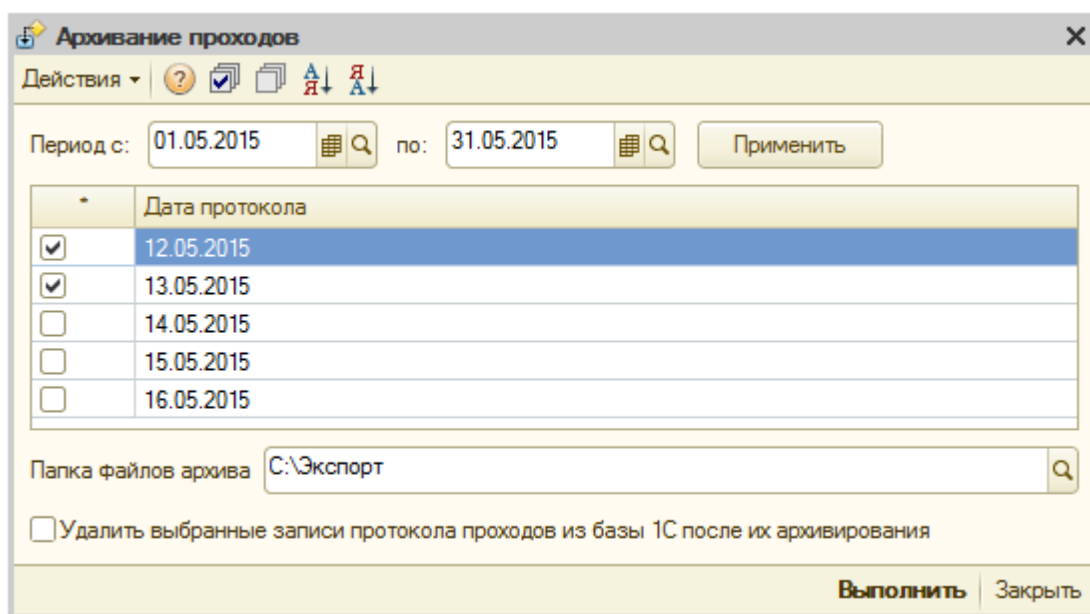 Архивание проходов
Действия
Период с: 01.05.2015 по: 31.05.2015 Применить
* Дата протокола
12.05.2015
13.05.2015
14.05.2015
15.05.2015
16.05.2015
Папка файлов архива C:\Экспорт
Удалить выбранные записи протокола проходов из базы 1С после их архивирования
Выполнить Закрыть